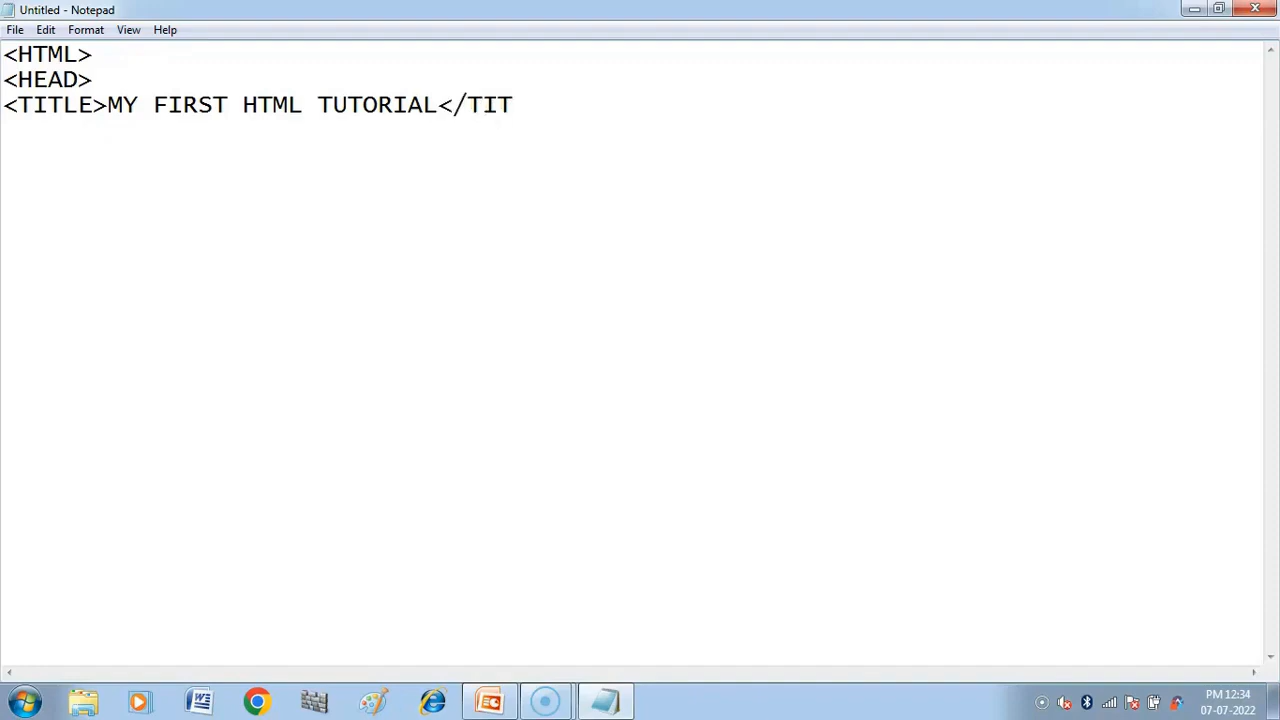 Untitled - Notepad
File Edit Format View Help
<HTML>
<HEAD>
<TITLE>MY FIRST HTML TUTORIAL</TIT
PM 12:34
07-07-2022